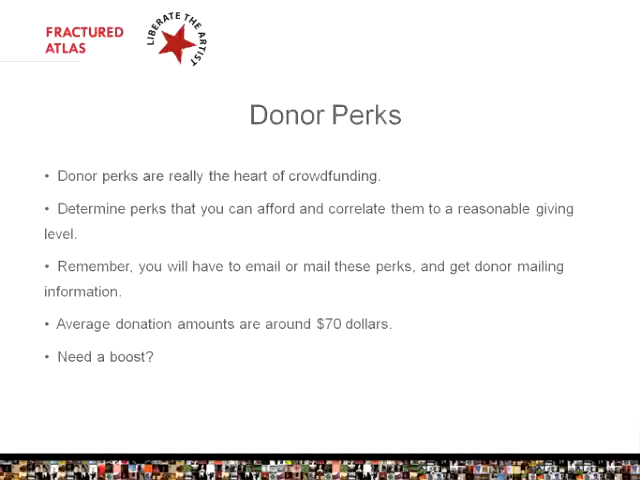 FRACTURED
ATLAS
LIBERATE THE ARTIST
Donor Perks
• Donor perks are really the heart of crowdfunding.
• Determine perks that you can afford and correlate them to a reasonable giving
level.
• Remember, you will have to email or mail these perks, and get donor mailing
information.
• Average donation amounts are around $70 dollars.
• Need a boost?